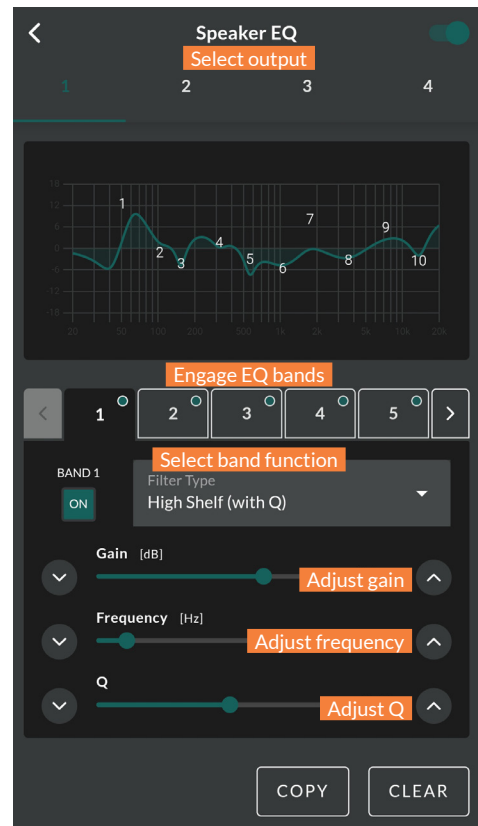 Speaker EQ
Select output
1 2 3 4
18
12
6
0
-6
-12
-18
1 2 3 4 5 6 7 8 9 10
20 50 100 200 500 1k 2k 5k 10k 20k
Engage EQ bands
1 2 3 4 5
Select band function
BAND 1
ON
Filter Type
High Shelf (with Q)
Gain [dB]
Adjust gain
Frequency [Hz]
Adjust frequency
Q
Adjust Q
COPY CLEAR